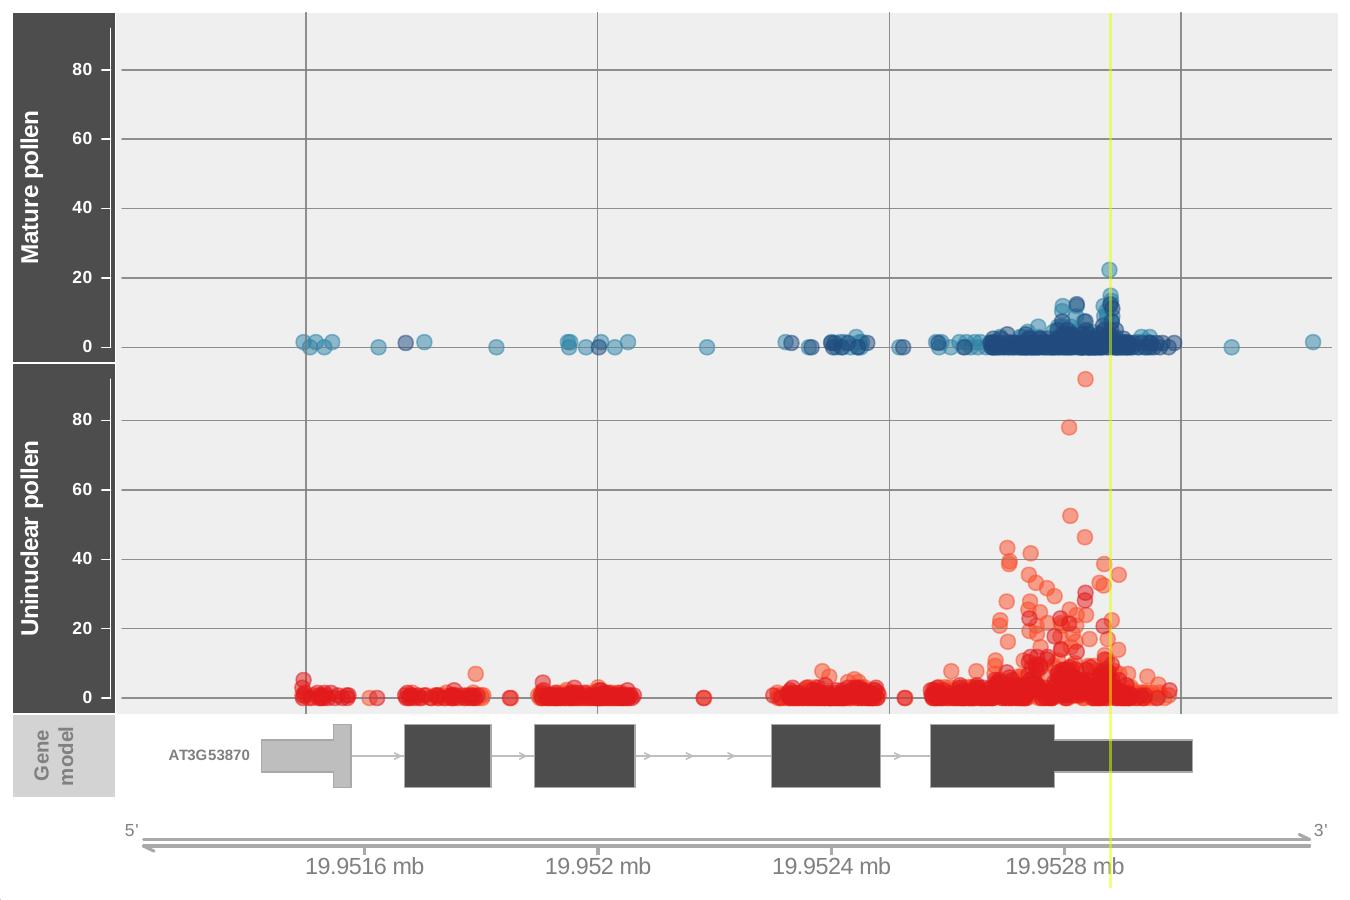 Mature pollen
80
60
40
20
0
Uninuclear pollen
80
60
40
20
0
Gene
model
AT3G53870
5'
3'
19.9516 mb
19.952 mb
19.9524 mb
19.9528 mb